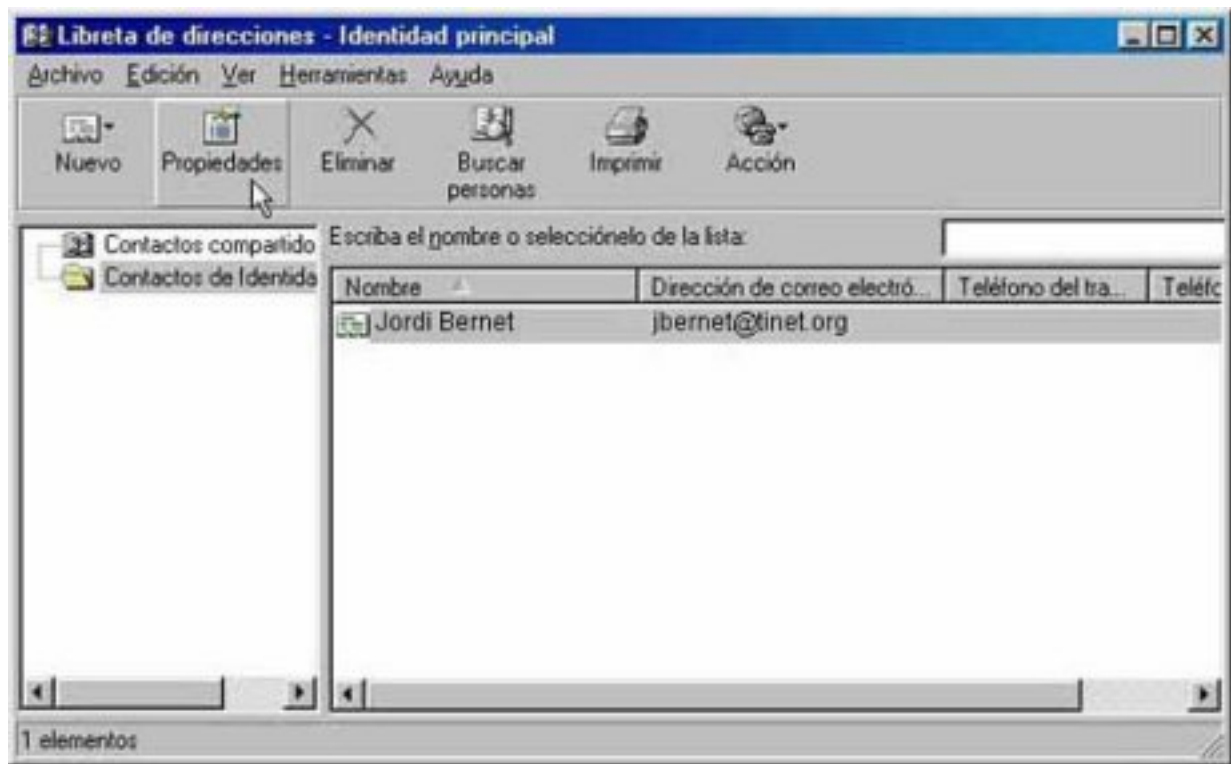 Libreta de direcciones - Identidad principal
Archivo Edición Ver Herramientas Ayuda
Nuevo Propiedades Eliminar Buscar personas Imprimir Acción
Contactos compartido
Contactos de Identida
Escriba el nombre o selecciónelo de la lista:
Nombre Dirección de correo electró... Teléfono del tra... Teléfc
Jordi Bernet jbernet@tinet.org
1 elementos